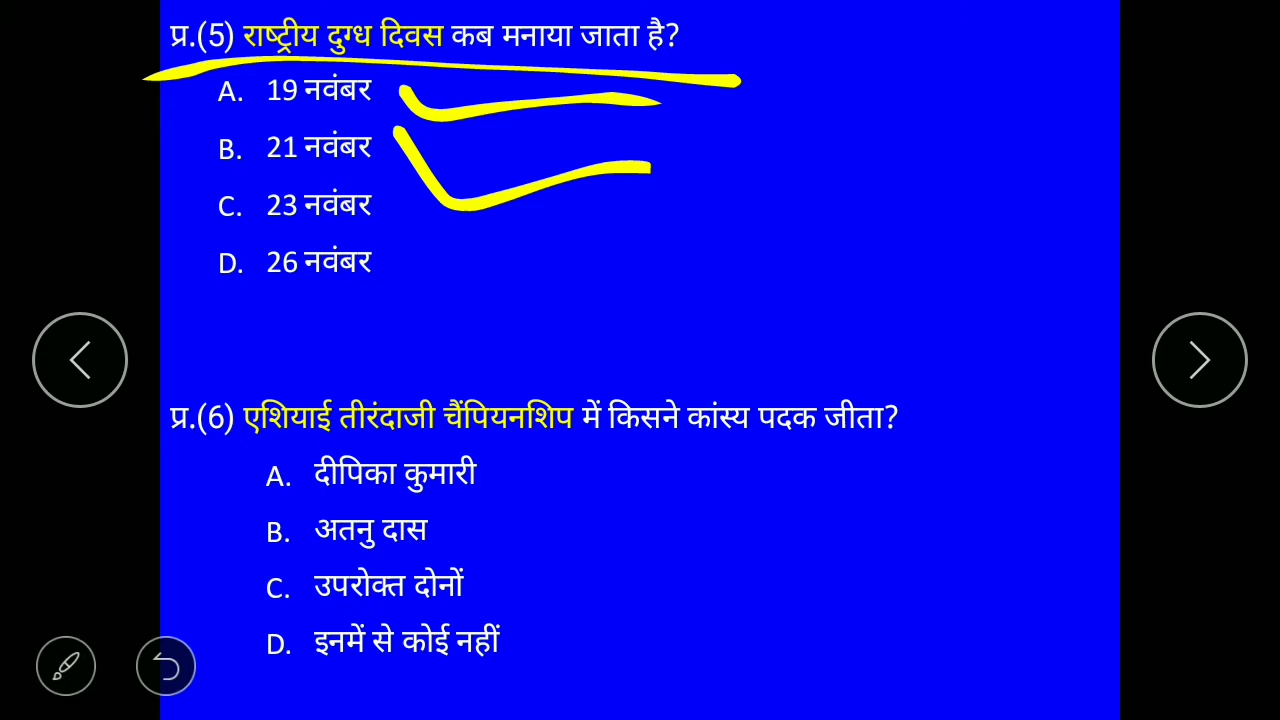 प्र.(5) राष्ट्रीय दुग्ध दिवस कब मनाया जाता है?
A. 19 नवंबर
B. 21 नवंबर
C. 23 नवंबर
D. 26 नवंबर
प्र.(6) एशियाई तीरंदाजी चैंपियनशिप में किसने कांस्य पदक जीता?
A. दीपिका कुमारी
B. अतनु दास
C. उपरोक्त दोनों
D. इनमें से कोई नहीं